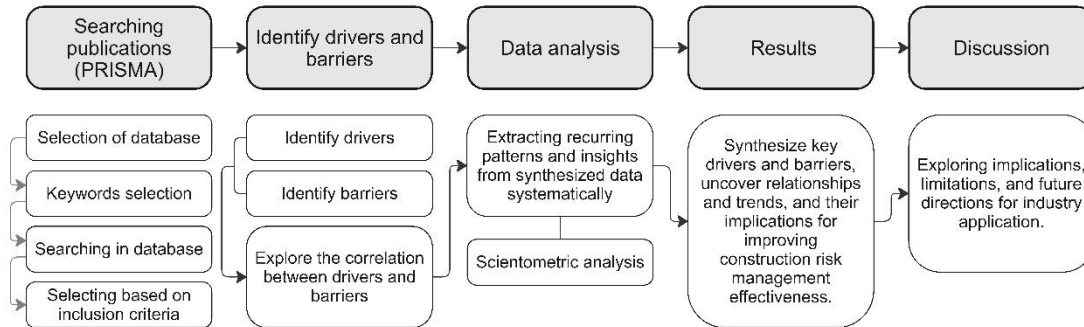 Searching
publications
(PRISMA)
Identify drivers and
barriers
Data analysis
Results
Discussion
Selection of database
Keywords selection
Searching in database
Selecting based on
inclusion criteria
Identify drivers
Identify barriers
Explore the correlation
between drivers and
barriers
Extracting recurring
patterns and insights
from synthesized data
systematically
Scientometric analysis
Synthesize key
drivers and barriers,
uncover relationships
and trends, and their
implications for
improving
construction risk
management
effectiveness.
Exploring implications,
limitations, and future
directions for industry
application.